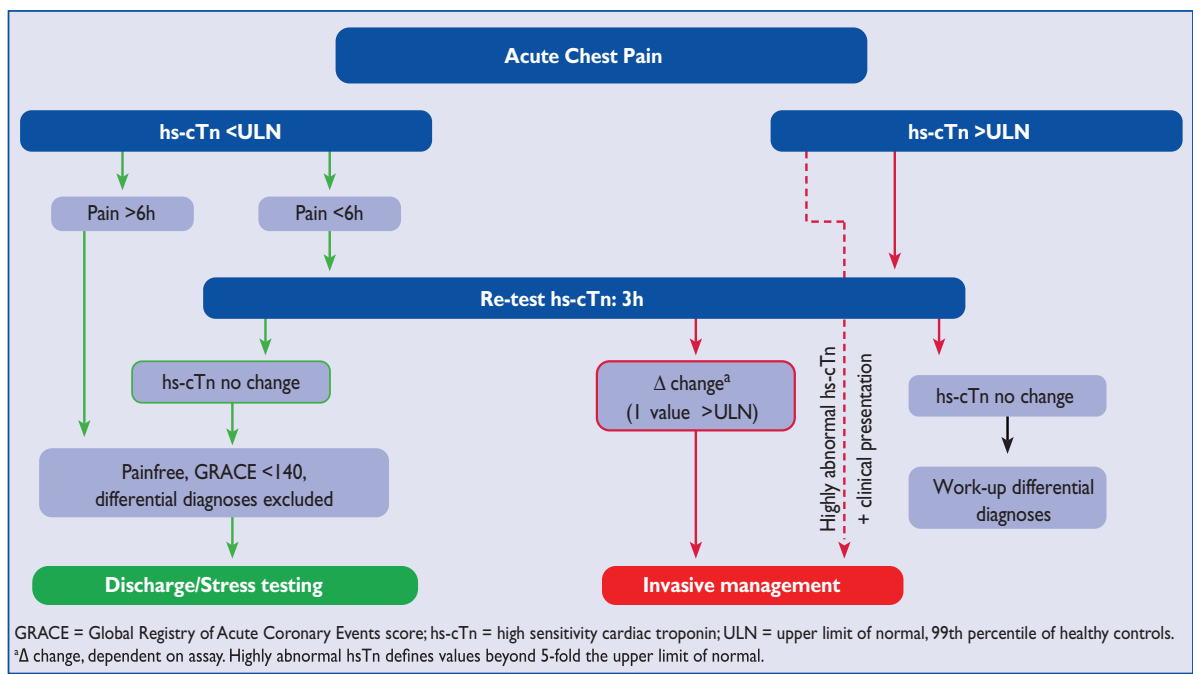 Acute Chest Pain
hs-cTn <ULN
hs-cTn >ULN
Pain >6h
Pain <6h
Re-test hs-cTn: 3h
hs-cTn no change
Δ changeᵃ
(1 value >ULN)
Highly abnormal hs-cTn
+ clinical presentation
hs-cTn no change
Painfree, GRACE <140,
differential diagnoses excluded
Work-up differential
diagnoses
Discharge/Stress testing
Invasive management
GRACE = Global Registry of Acute Coronary Events score; hs-cTn = high sensitivity cardiac troponin; ULN = upper limit of normal, 99th percentile of healthy controls.
ᵃΔ change, dependent on assay. Highly abnormal hsTn defines values beyond 5-fold the upper limit of normal.